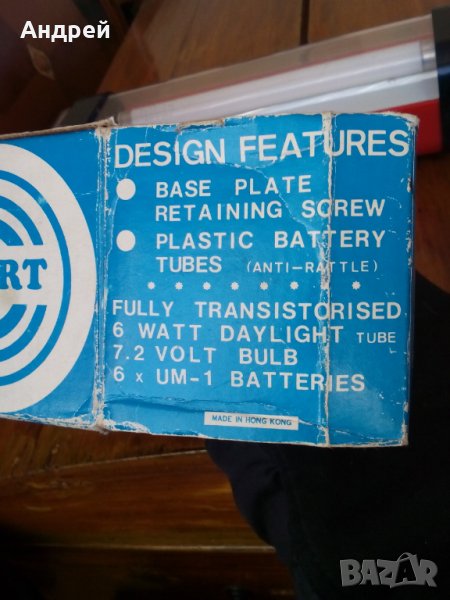 Андрей
DESIGN FEATURES
BASE PLATE
RETAINING SCREW
PLASTIC BATTERY
TUBES (ANTI-RATTLE)
FULLY TRANSISTORISED
6 WATT DAYLIGHT TUBE
7.2 VOLT BULB
6 x UM-1 BATTERIES
MADE IN HONG KONG
BAZAR